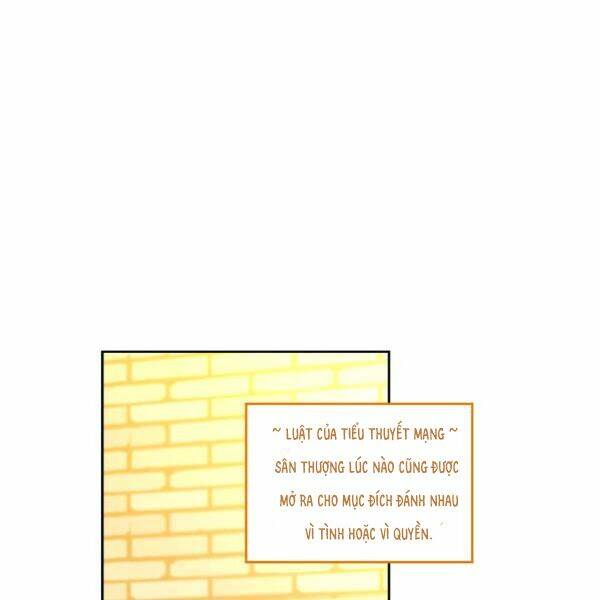 ~ LUẬT CỦA TIỂU THUYẾT MẠNG ~
SÂN THƯỢNG LÚC NÀO CŨNG ĐƯỢC
MỞ RA CHO MỤC ĐÍCH ĐÁNH NHAU
VÌ TÌNH HOẶC VÌ QUYỀN.